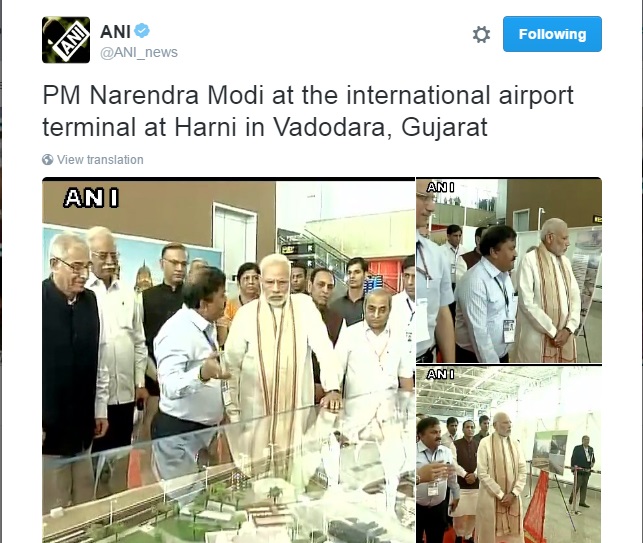 ANI
@ANI_news
Following
PM Narendra Modi at the international airport
terminal at Harni in Vadodara, Gujarat
View translation
ANI
ANI
ANI